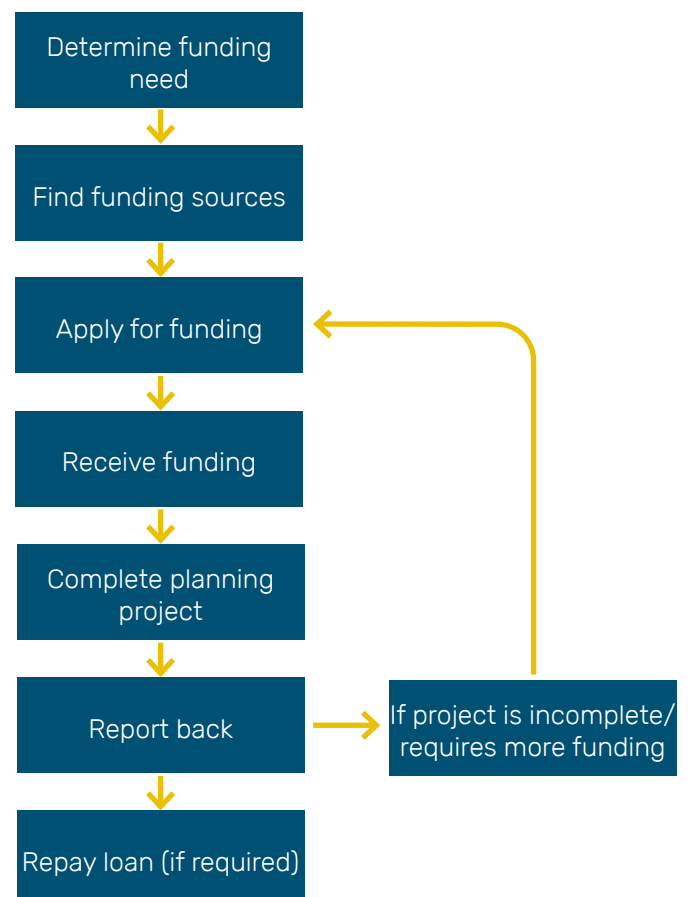 Determine funding
need
Find funding sources
Apply for funding
Receive funding
Complete planning
project
Report back
If project is incomplete/
requires more funding
Repay loan (if required)